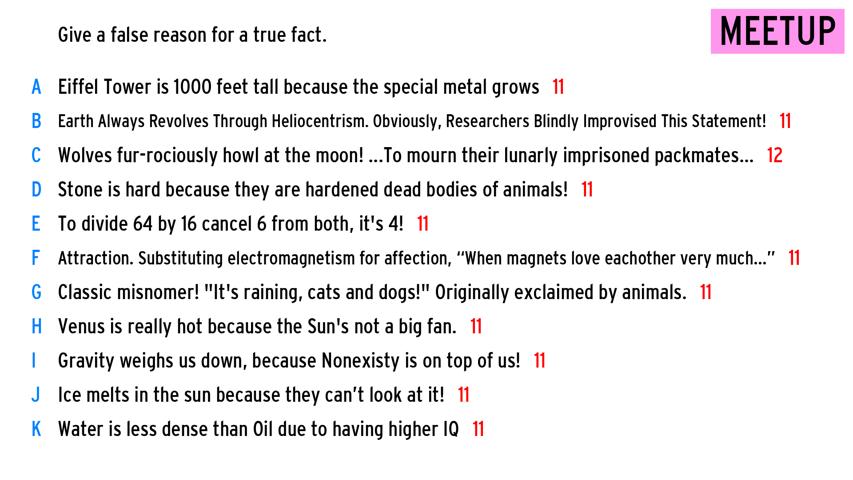 Give a false reason for a true fact.
MEETUP
A Eiffel Tower is 1000 feet tall because the special metal grows 11
B Earth Always Revolves Through Heliocentrism. Obviously, Researchers Blindly Improvised This Statement! 11
C Wolves fur-rociously howl at the moon! ...To mourn their lunarly imprisoned packmates... 12
D Stone is hard because they are hardened dead bodies of animals! 11
E To divide 64 by 16 cancel 6 from both, it's 4! 11
F Attraction. Substituting electromagnetism for affection, “When magnets love eachother very much...” 11
G Classic misnomer! "It's raining, cats and dogs!" Originally exclaimed by animals. 11
H Venus is really hot because the Sun's not a big fan. 11
I Gravity weighs us down, because Nonexisty is on top of us! 11
J Ice melts in the sun because they can’t look at it! 11
K Water is less dense than Oil due to having higher IQ 11